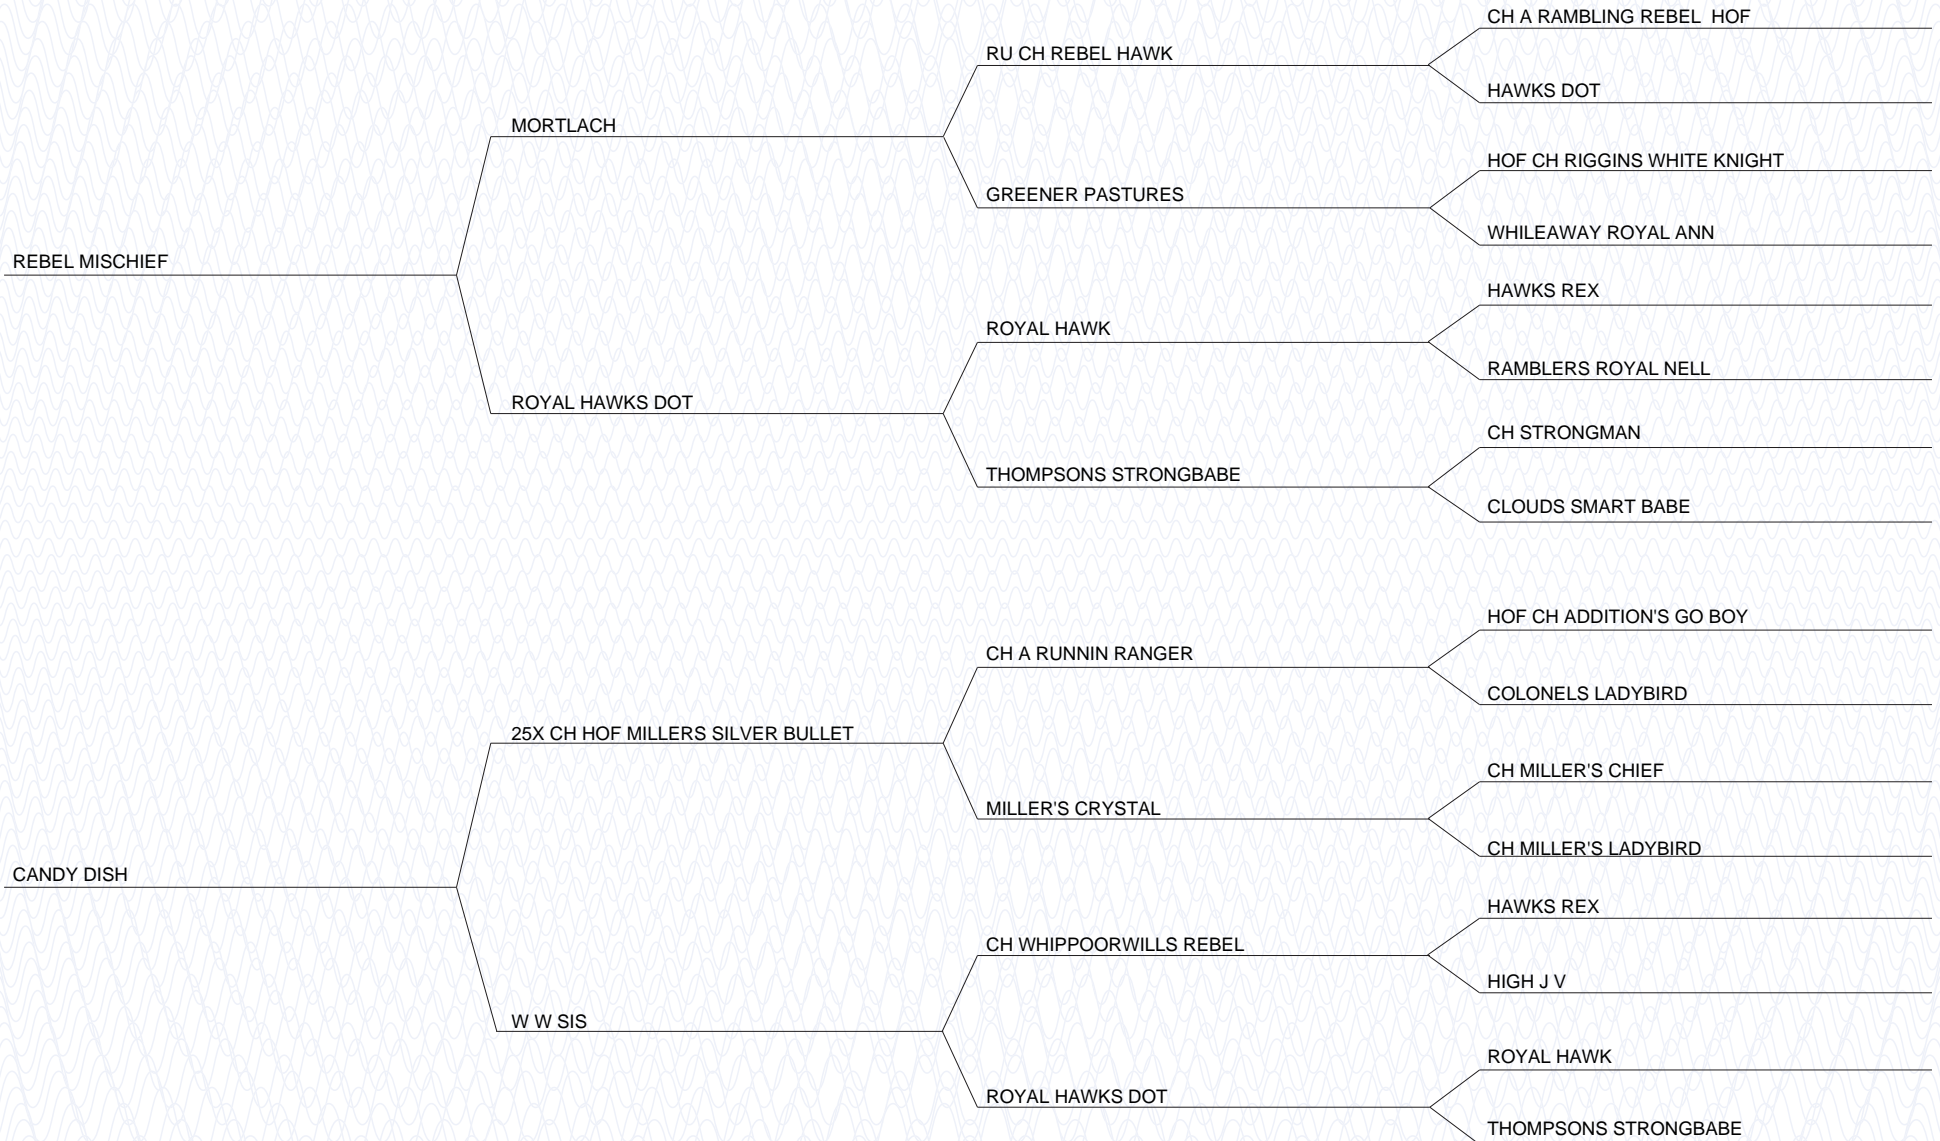 CH A RAMBLING REBEL  HOF
RU CH REBEL HAWK
HAWKS DOT
MORTLACH
HOF CH RIGGINS WHITE KNIGHT
GREENER PASTURES
WHILEAWAY ROYAL ANN
REBEL MISCHIEF
HAWKS REX
ROYAL HAWK
RAMBLERS ROYAL NELL
ROYAL HAWKS DOT
CH STRONGMAN
THOMPSONS STRONGBABE
CLOUDS SMART BABE
HOF CH ADDITION'S GO BOY
CH A RUNNIN RANGER
COLONELS LADYBIRD
25X CH HOF MILLERS SILVER BULLET
CH MILLER'S CHIEF
MILLER'S CRYSTAL
CH MILLER'S LADYBIRD
CANDY DISH
HAWKS REX
CH WHIPPOORWILLS REBEL
HIGH J V
W W SIS
ROYAL HAWK
ROYAL HAWKS DOT
THOMPSONS STRONGBABE